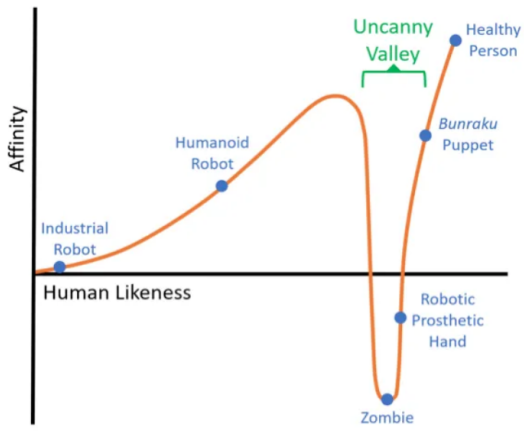 Uncanny
Valley
Healthy
Person
Bunraku
Puppet
Humanoid
Robot
Affinity
Industrial
Robot
Human Likeness
Robotic
Prosthetic
Hand
Zombie